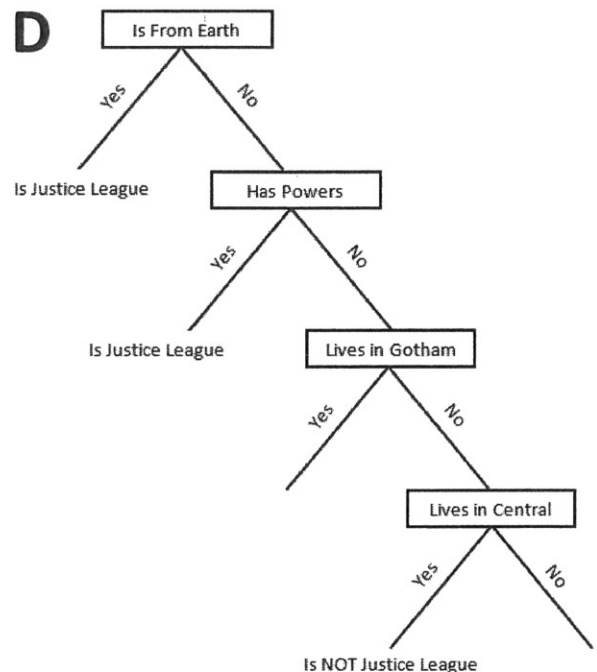 D
Is From Earth
Yes
No
Is Justice League
Has Powers
Yes
No
Is Justice League
Lives in Gotham
Yes
No
Lives in Central
Yes
No
Is NOT Justice League